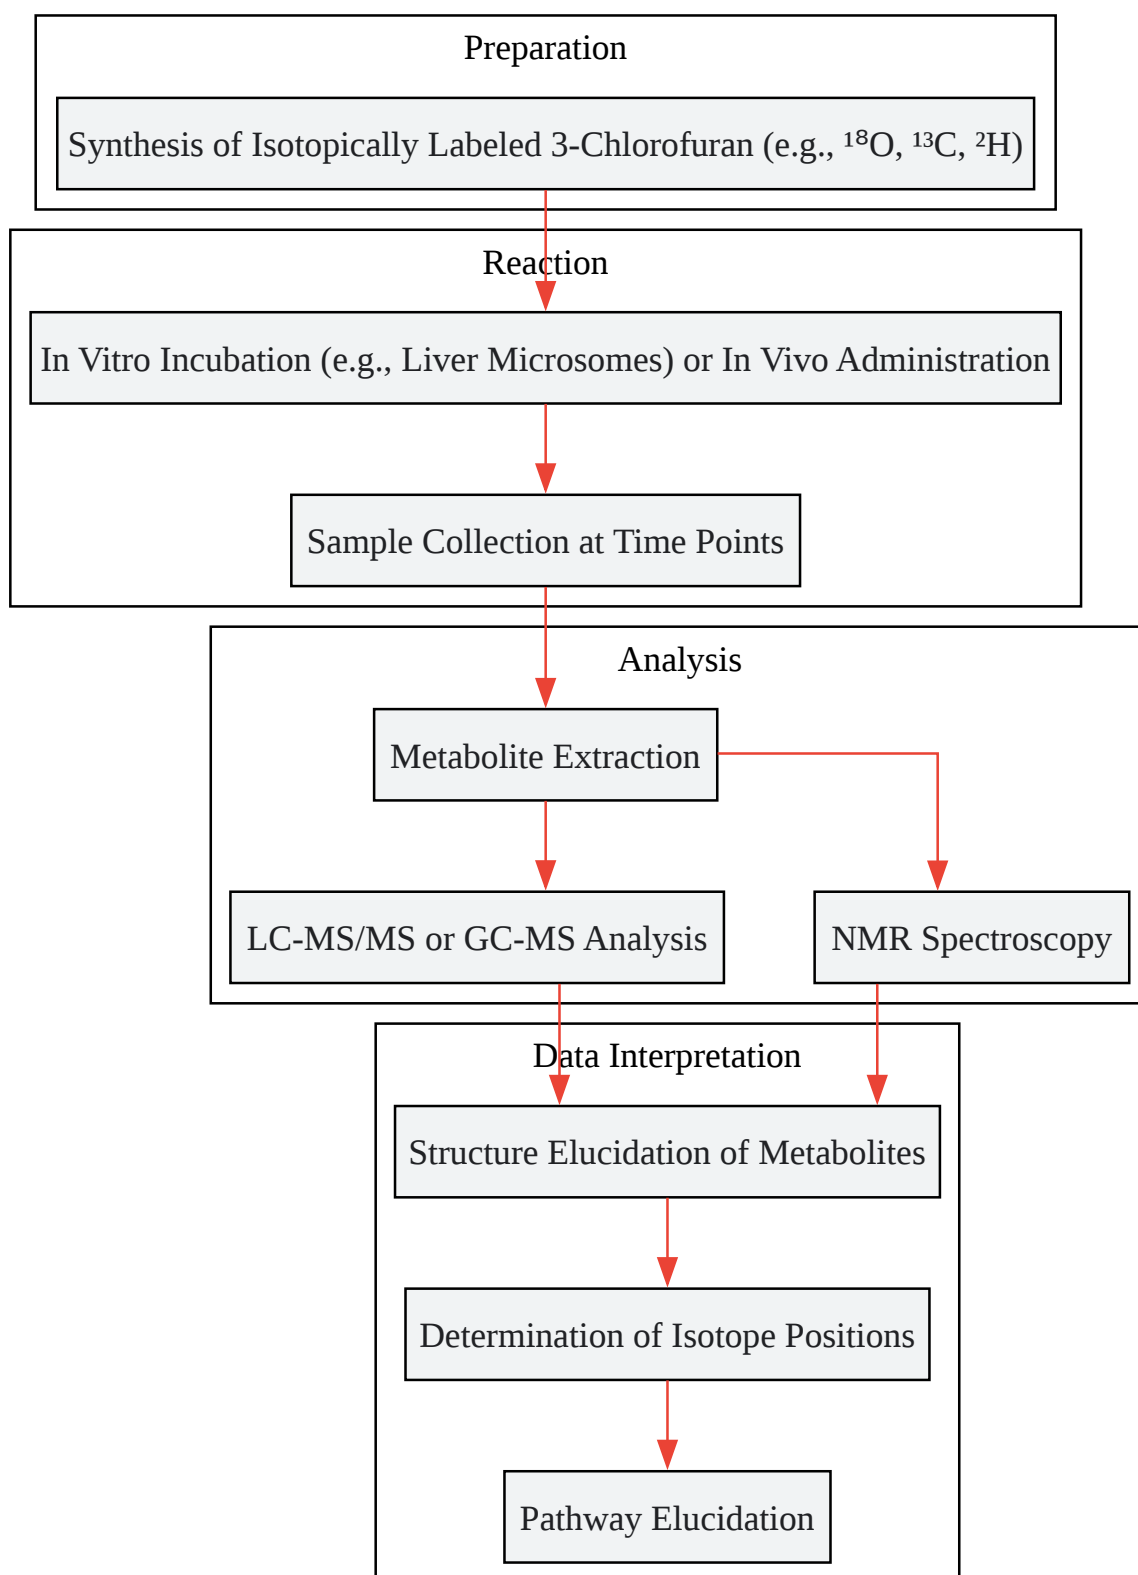 Preparation
Synthesis of Isotopically Labeled 3-Chlorofuran (e.g., ¹⁸O, ¹³C, ²H)
Reaction
In Vitro Incubation (e.g., Liver Microsomes) or In Vivo Administration
Sample Collection at Time Points
Analysis
Metabolite Extraction
LC-MS/MS or GC-MS Analysis
NMR Spectroscopy
Data Interpretation
Structure Elucidation of Metabolites
Determination of Isotope Positions
Pathway Elucidation